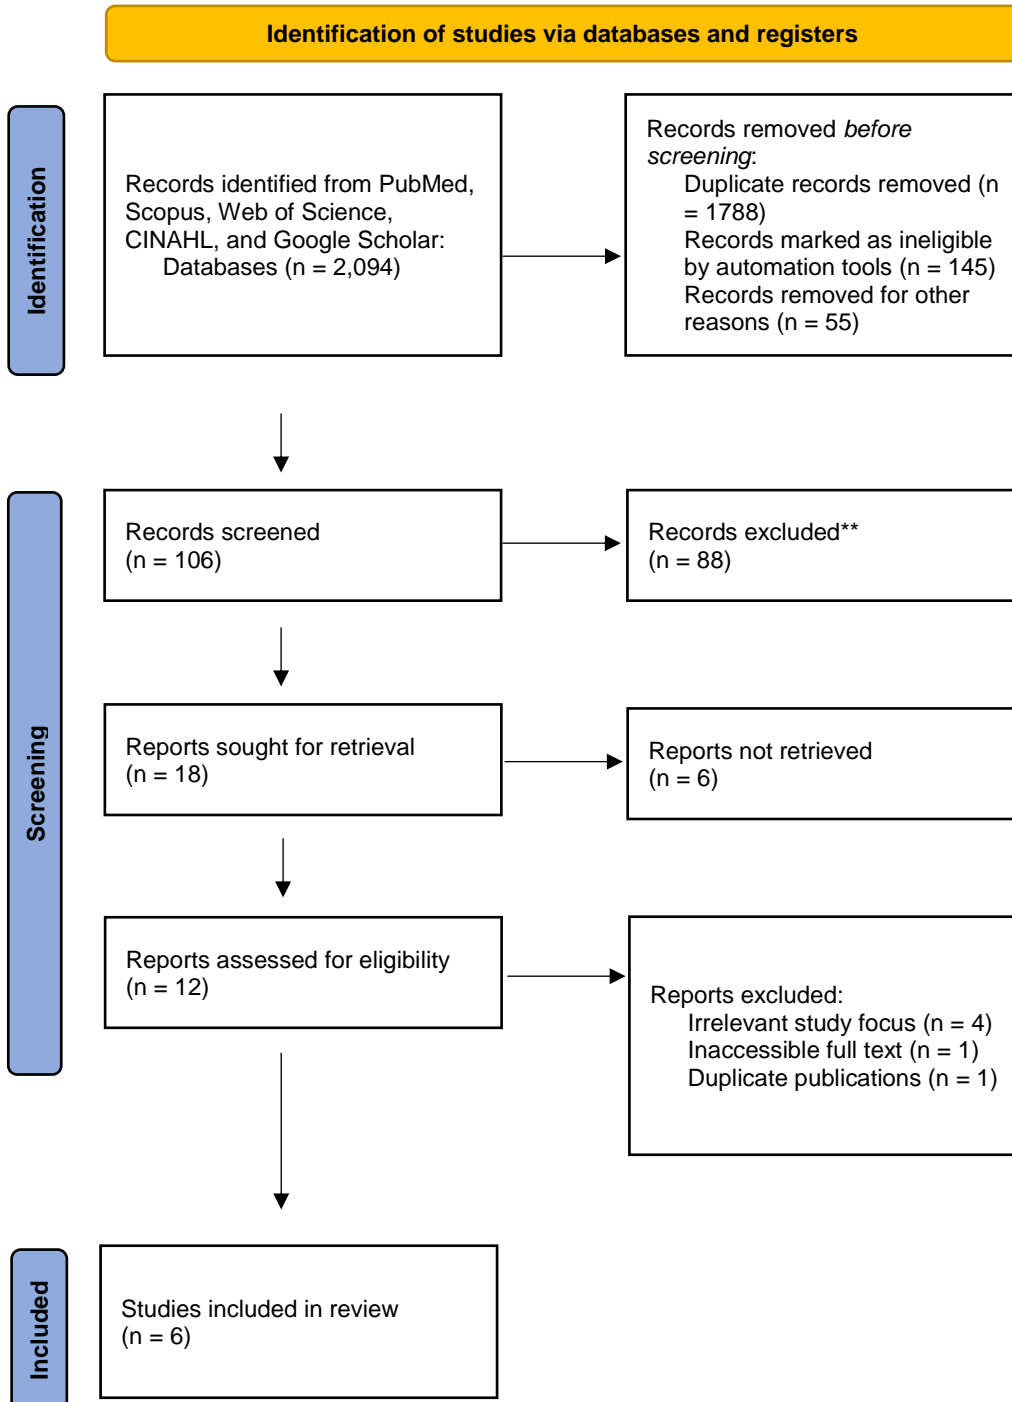 Identification of studies via databases and registers
Identification
Records identified from PubMed,
Scopus, Web of Science,
CINAHL, and Google Scholar:
Databases (n = 2,094)
Records removed before
screening:
Duplicate records removed (n
= 1788)
Records marked as ineligible
by automation tools (n = 145)
Records removed for other
reasons (n = 55)
Screening
Records screened
(n = 106)
Records excluded**
(n = 88)
Reports sought for retrieval
(n = 18)
Reports not retrieved
(n = 6)
Reports assessed for eligibility
(n = 12)
Reports excluded:
Irrelevant study focus (n = 4)
Inaccessible full text (n = 1)
Duplicate publications (n = 1)
Included
Studies included in review
(n = 6)